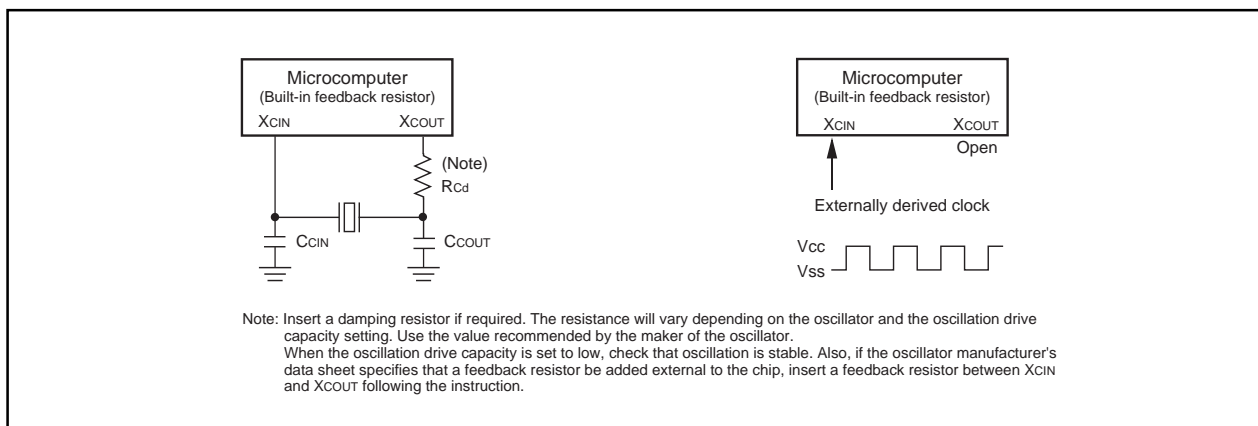 Microcomputer
(Built-in feedback resistor)
XCIN XCOUT
(Note)
RCd
CCIN CCOUT
Microcomputer
(Built-in feedback resistor)
XCIN XCOUT
Open
Externally derived clock
Vcc
Vss
Note: Insert a damping resistor if required. The resistance will vary depending on the oscillator and the oscillation drive
capacity setting. Use the value recommended by the maker of the oscillator.
When the oscillation drive capacity is set to low, check that oscillation is stable. Also, if the oscillator manufacturer's
data sheet specifies that a feedback resistor be added external to the chip, insert a feedback resistor between XCIN
and XCOUT following the instruction.